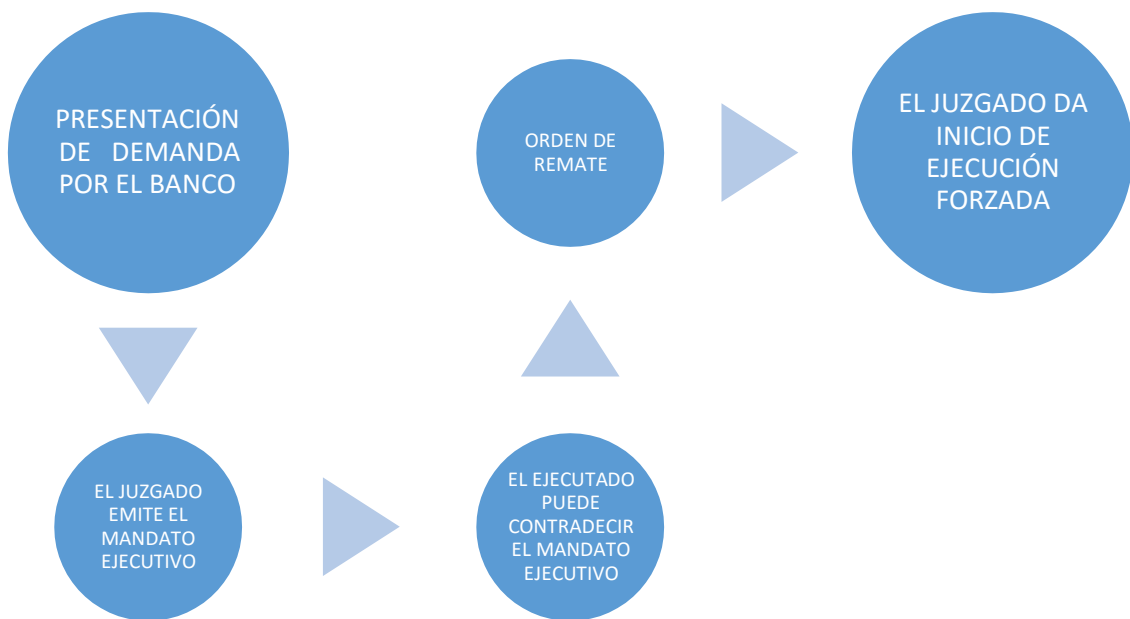 PRESENTACIÓN
DE DEMANDA
POR EL BANCO
EL JUZGADO
EMITE EL
MANDATO
EJECUTIVO
EL EJECUTADO
PUEDE
CONTRADECIR
EL MANDATO
EJECUTIVO
ORDEN DE
REMATE
EL JUZGADO DA
INICIO DE
EJECUCIÓN
FORZADA